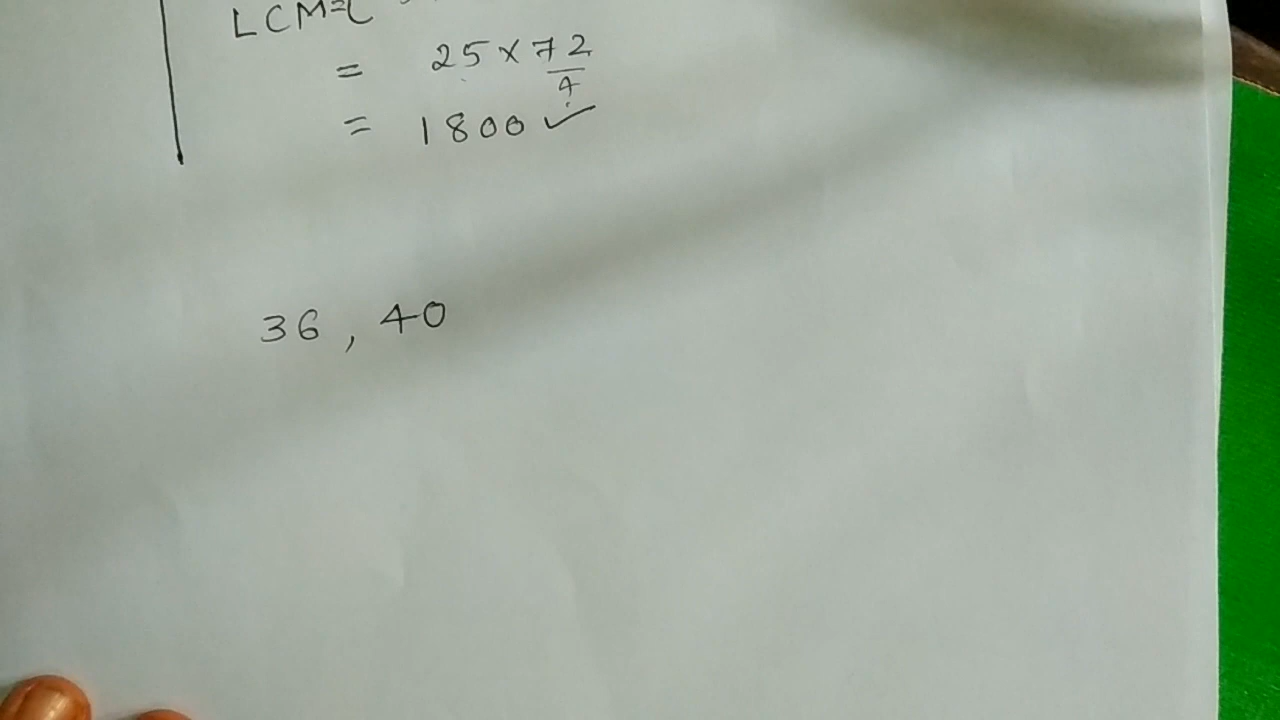 LCM=
= 25 × 72
4
= 1800 ✓
36, 40